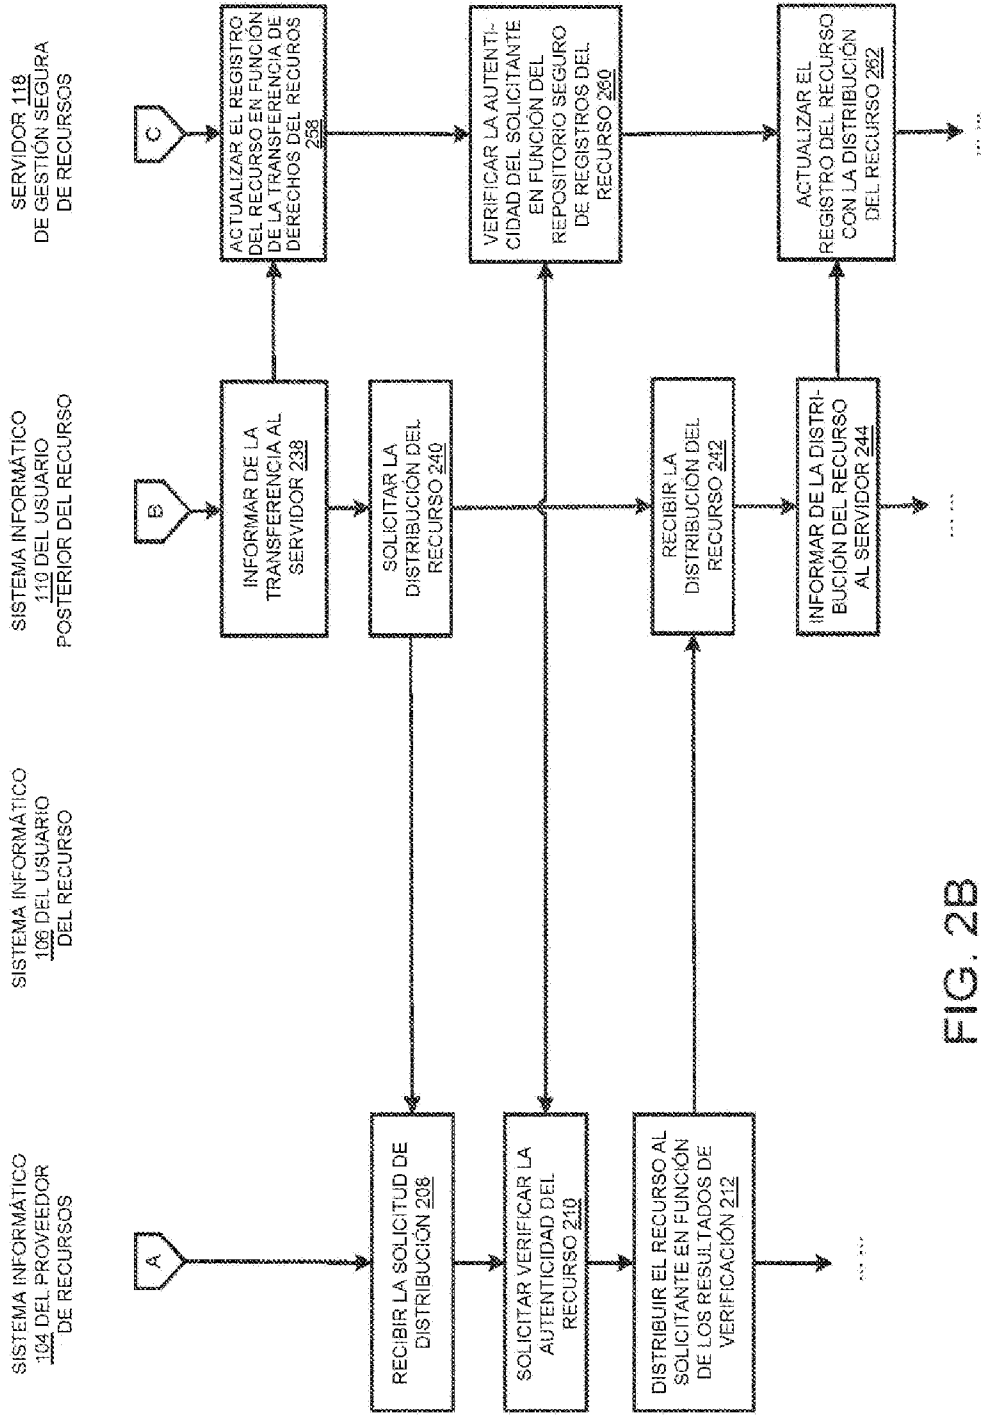 SISTEMA INFORMÁTICO
104 DEL PROVEEDOR
DE RECURSOS
SISTEMA INFORMÁTICO
106 DEL USUARIO
DEL RECURSO
SISTEMA INFORMÁTICO
110 DEL USUARIO
POSTERIOR DEL RECURSO
SERVIDOR 118
DE GESTIÓN SEGURA
DE RECURSOS
A
B
C
INFORMAR DE LA
TRANSFERENCIA AL
SERVIDOR 238
ACTUALIZAR EL REGISTRO
DEL RECURSO EN FUNCIÓN
DE LA TRANSFERENCIA DE
DERECHOS DEL RECUROS
258
RECIBIR LA SOLICITUD DE
DISTRIBUCIÓN 208
SOLICITAR LA
DISTRIBUCIÓN DEL
RECURSO 240
SOLICITAR VERIFICAR LA
AUTENTICIDAD DEL
RECURSO 210
VERIFICAR LA AUTENTI-
CIDAD DEL SOLICITANTE
EN FUNCIÓN DEL
REPOSITORIO SEGURO
DE REGISTROS DEL
RECURSO 260
DISTRIBUIR EL RECURSO AL
SOLICITANTE EN FUNCIÓN
DE LOS RESULTADOS DE
VERIFICACIÓN 212
RECIBIR LA
DISTRIBUCIÓN DEL
RECURSO 242
INFORMAR DE LA DISTRI-
BUCIÓN DEL RECURSO
AL SERVIDOR 244
ACTUALIZAR EL
REGISTRO DEL RECURSO
CON LA DISTRIBUCIÓN
DEL RECURSO 262
... ...
... ...
... ...
FIG. 2B